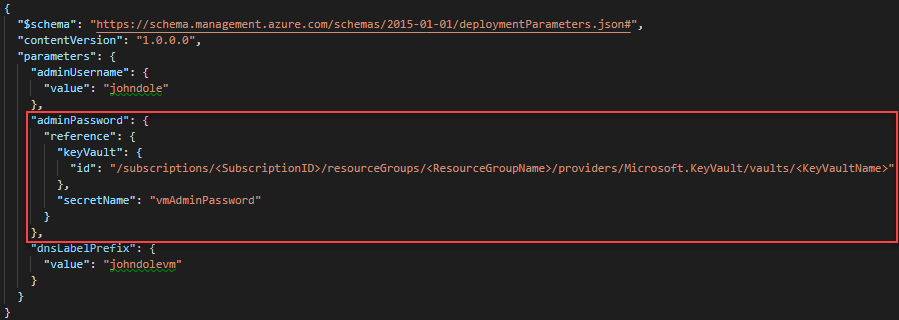 {
  "$schema": "https://schema.management.azure.com/schemas/2015-01-01/deploymentParameters.json#",
  "contentVersion": "1.0.0.0",
  "parameters": {
    "adminUsername": {
      "value": "johndole"
    },
    "adminPassword": {
      "reference": {
        "keyVault": {
          "id": "/subscriptions/<SubscriptionID>/resourceGroups/<ResourceGroupName>/providers/Microsoft.KeyVault/vaults/<KeyVaultName>"
        },
        "secretName": "vmAdminPassword"
      }
    },
    "dnsLabelPrefix": {
      "value": "johndolevm"
    }
  }
}